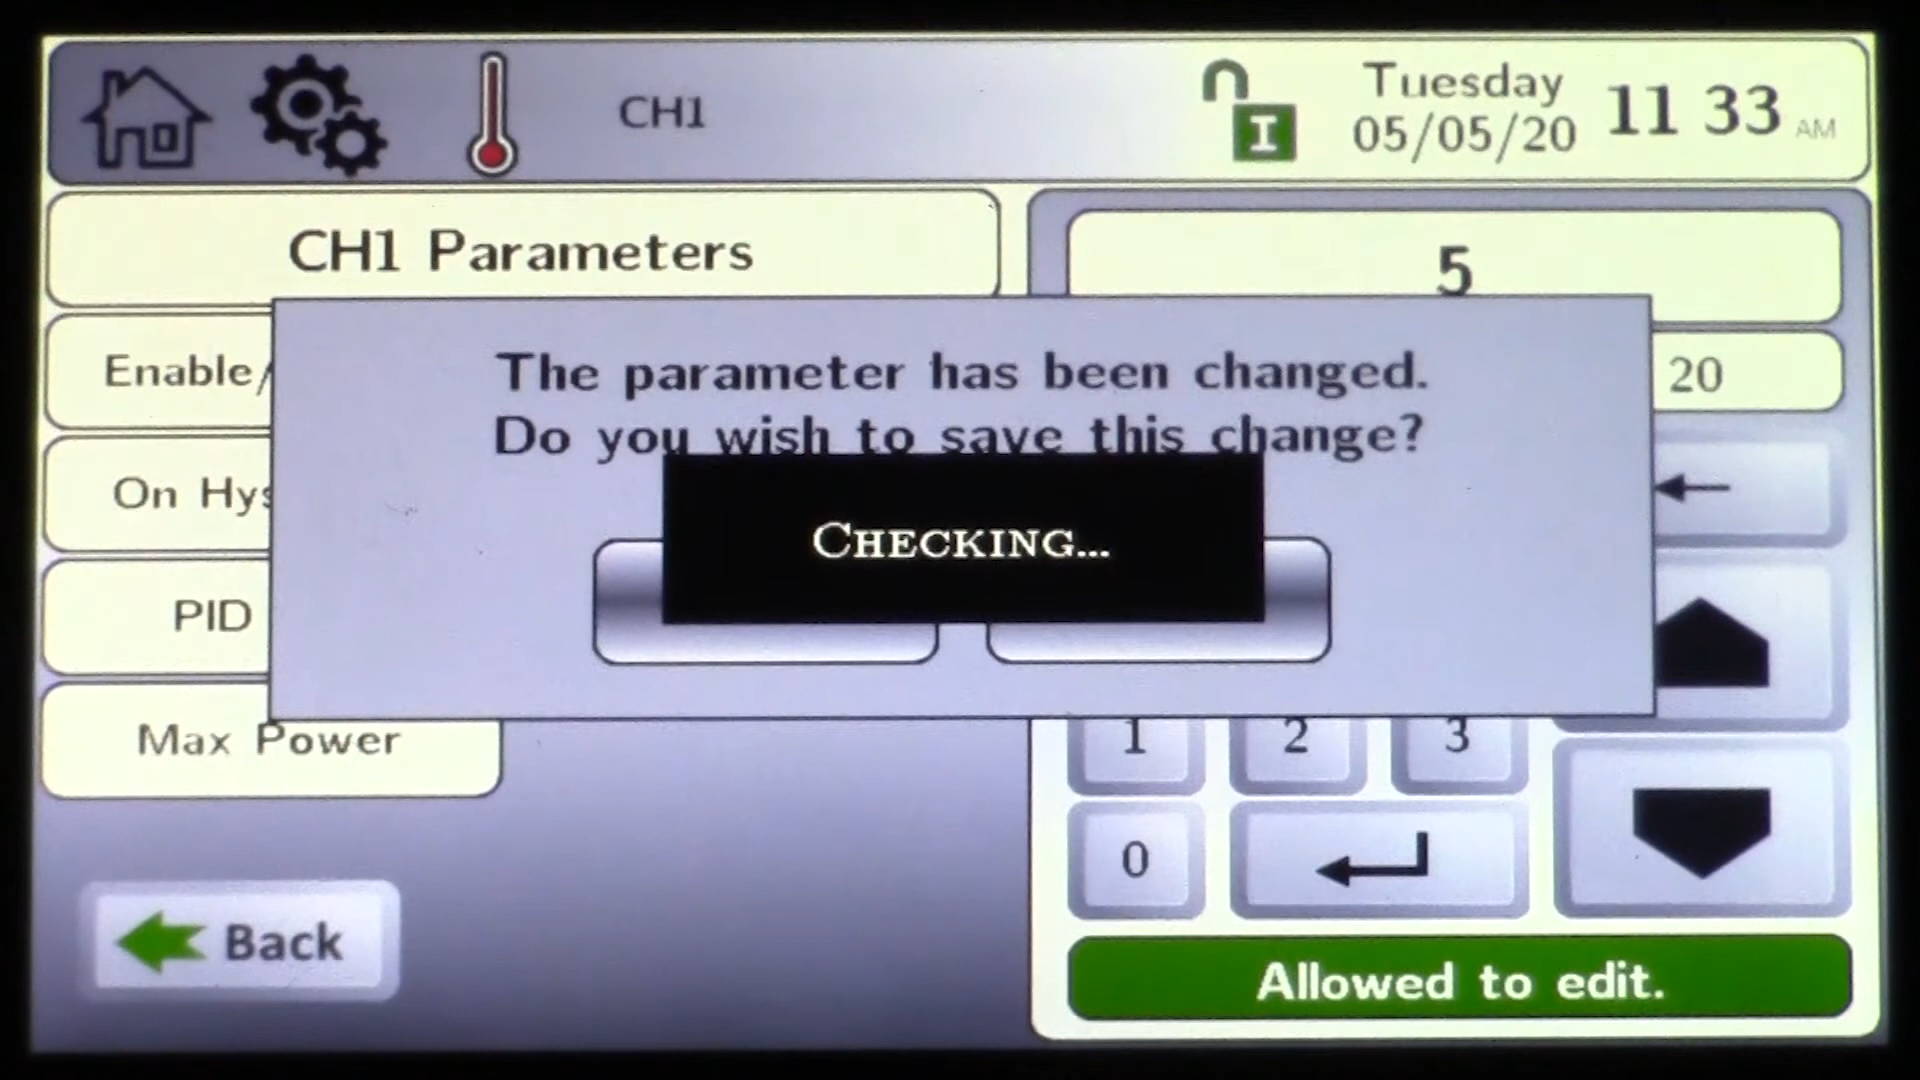 CH1
I
Tuesday
05/05/20
11 33 AM
CH1 Parameters
5
Enable/
20
The parameter has been changed.
Do you wish to save this change?
On Hys
CHECKING...
PID
Max Power
1 2 3
0
Back
Allowed to edit.